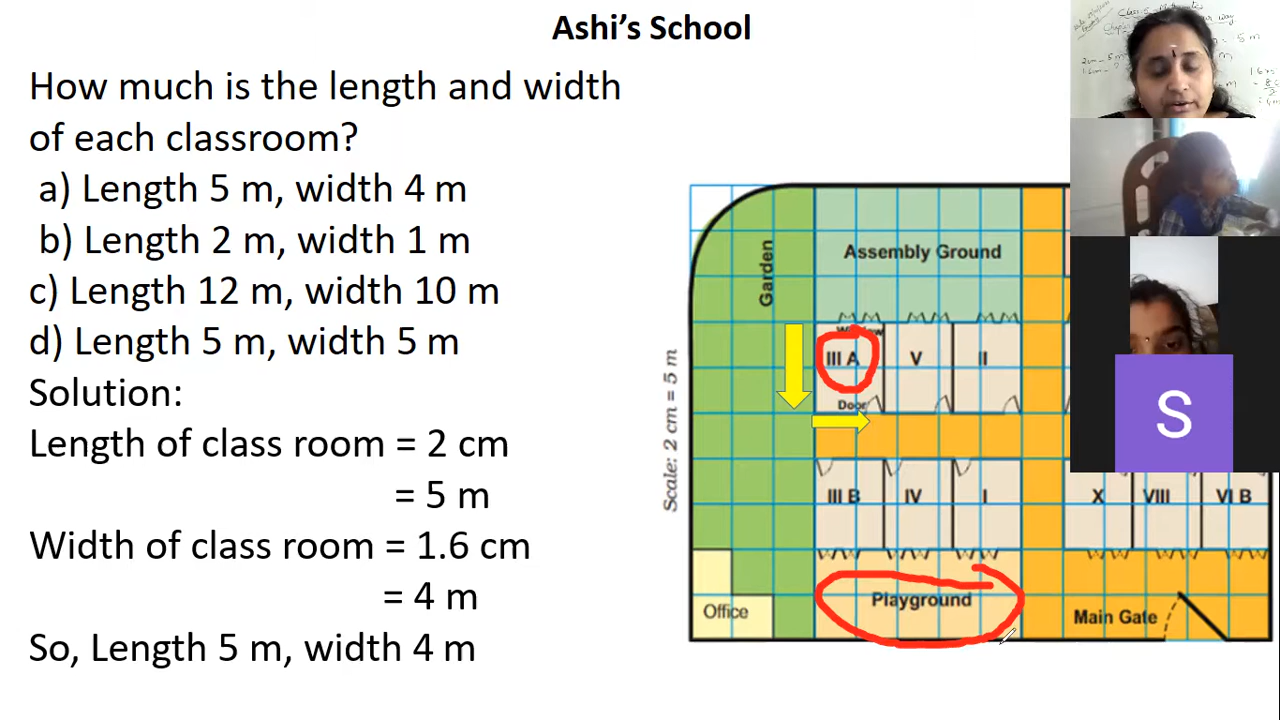 Ashi’s School
How much is the length and width
of each classroom?
a) Length 5 m, width 4 m
b) Length 2 m, width 1 m
c) Length 12 m, width 10 m
d) Length 5 m, width 5 m
Solution:
Length of class room = 2 cm
= 5 m
Width of class room = 1.6 cm
= 4 m
So, Length 5 m, width 4 m
Scale: 2 cm = 5 m
Garden
Assembly Ground
Window
III A
V
II
Door
III B
IV
I
X
VIII
VI B
Office
Playground
Main Gate
S